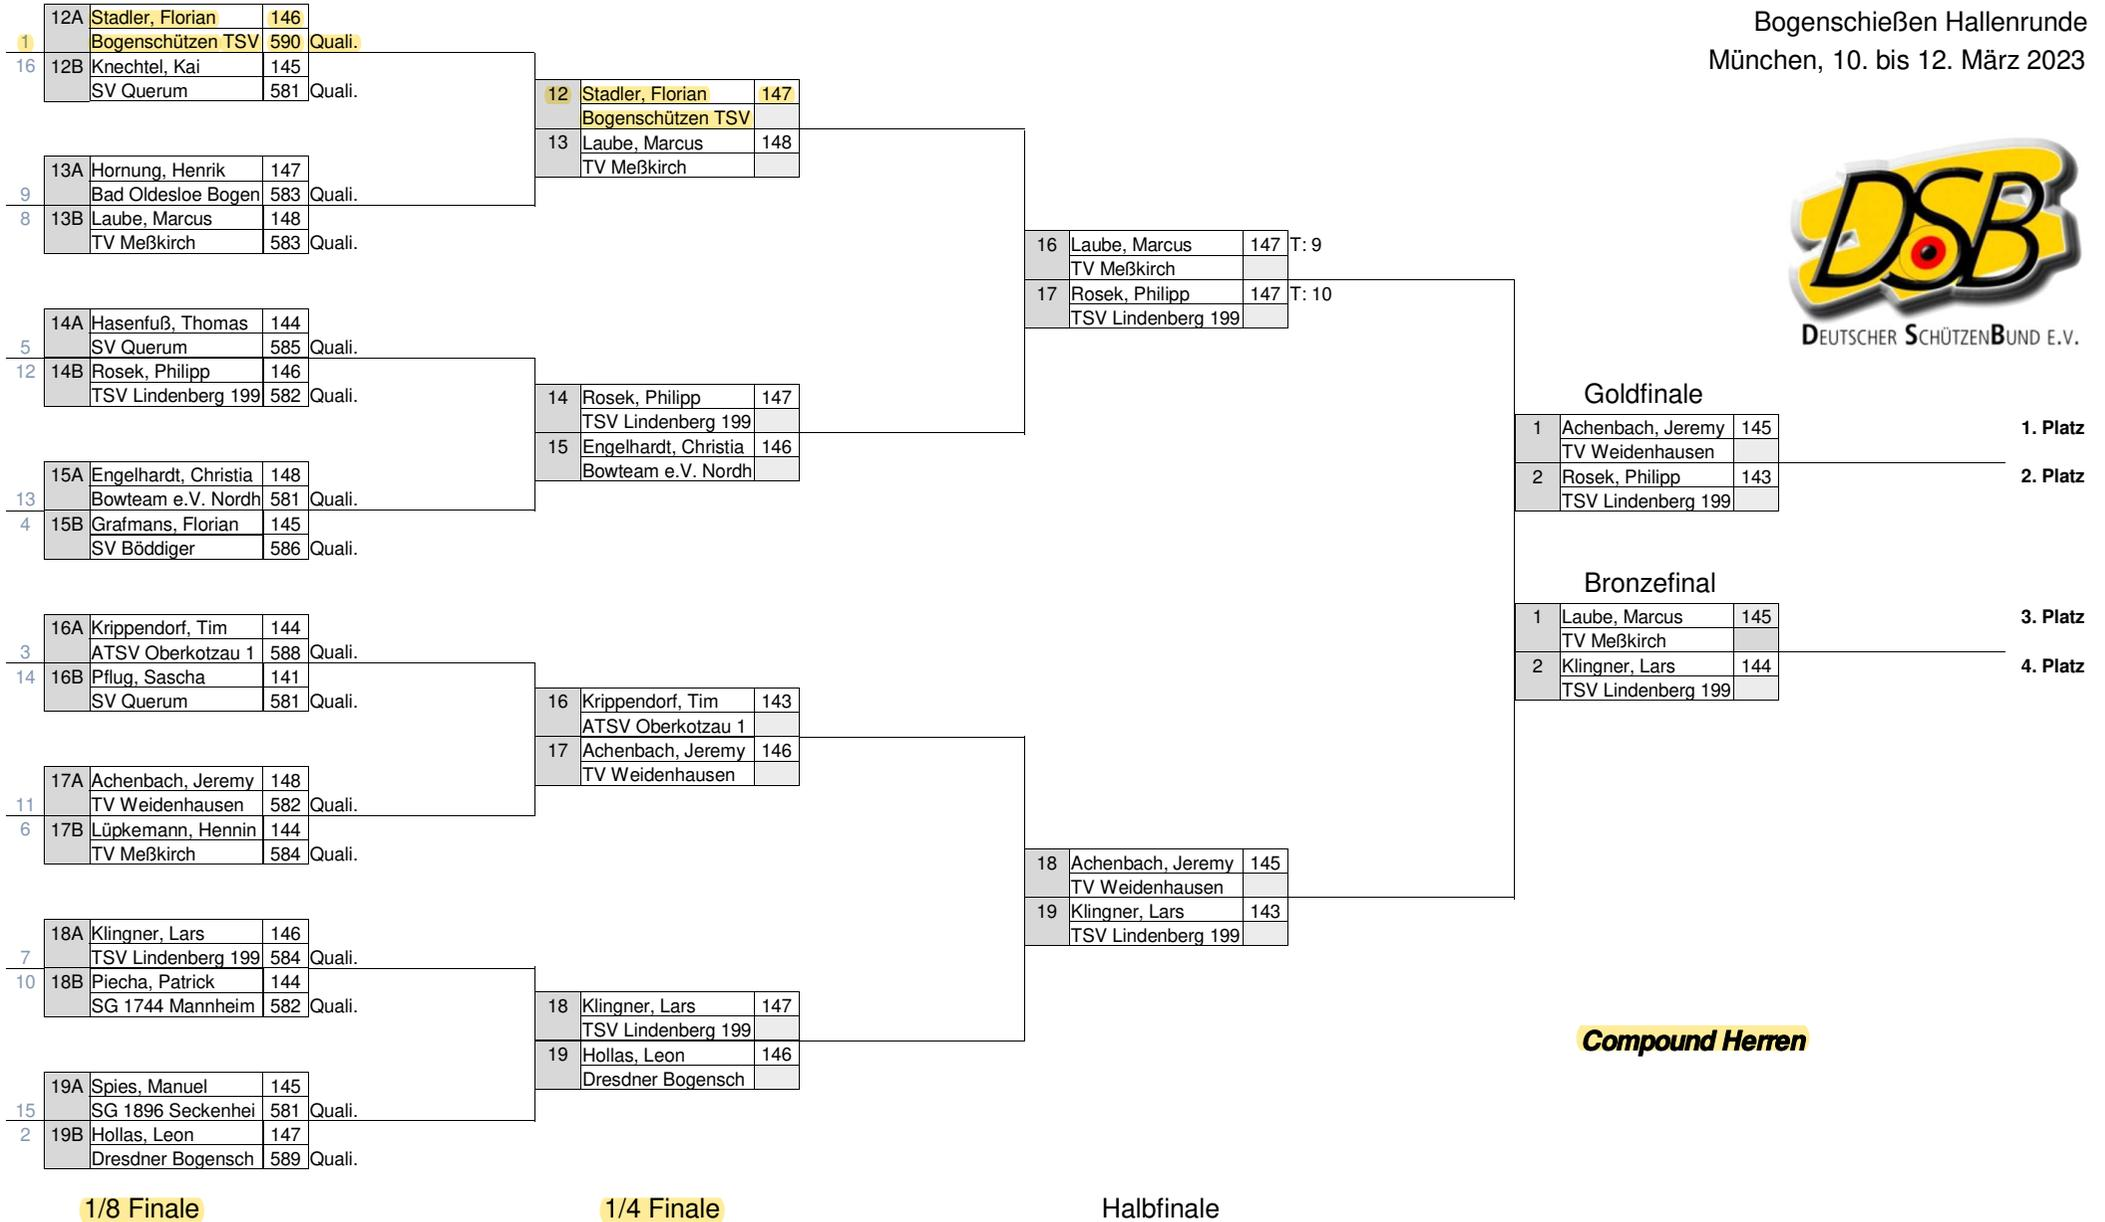 Bogenschießen Hallenrunde
München, 10. bis 12. März 2023
DSB
DEUTSCHER SCHÜTZENBUND E.V.
12A Stadler, Florian 146
1 Bogenschützen TSV 590 Quali.
16 12B Knechtel, Kai 145
SV Querum 581 Quali.
13A Hornung, Henrik 147
9 Bad Oldesloe Bogen 583 Quali.
8 13B Laube, Marcus 148
TV Meßkirch 583 Quali.
14A Hasenfuß, Thomas 144
5 SV Querum 585 Quali.
12 14B Rosek, Philipp 146
TSV Lindenberg 199 582 Quali.
15A Engelhardt, Christia 148
13 Bowteam e.V. Nordh 581 Quali.
4 15B Grafmans, Florian 145
SV Böddiger 586 Quali.
16A Krippendorf, Tim 144
3 ATSV Oberkotzau 1 588 Quali.
14 16B Pflug, Sascha 141
SV Querum 581 Quali.
17A Achenbach, Jeremy 148
11 TV Weidenhausen 582 Quali.
6 17B Lüpkemann, Hennin 144
TV Meßkirch 584 Quali.
18A Klingner, Lars 146
7 TSV Lindenberg 199 584 Quali.
10 18B Piecha, Patrick 144
SG 1744 Mannheim 582 Quali.
19A Spies, Manuel 145
15 SG 1896 Seckenhei 581 Quali.
2 19B Hollas, Leon 147
Dresdner Bogensch 589 Quali.
1/8 Finale
12 Stadler, Florian 147
Bogenschützen TSV
13 Laube, Marcus 148
TV Meßkirch
14 Rosek, Philipp 147
TSV Lindenberg 199
15 Engelhardt, Christia 146
Bowteam e.V. Nordh
16 Krippendorf, Tim 143
ATSV Oberkotzau 1
17 Achenbach, Jeremy 146
TV Weidenhausen
18 Klingner, Lars 147
TSV Lindenberg 199
19 Hollas, Leon 146
Dresdner Bogensch
1/4 Finale
16 Laube, Marcus 147 T: 9
TV Meßkirch
17 Rosek, Philipp 147 T: 10
TSV Lindenberg 199
18 Achenbach, Jeremy 145
TV Weidenhausen
19 Klingner, Lars 143
TSV Lindenberg 199
Halbfinale
Goldfinale
1 Achenbach, Jeremy 145 1. Platz
TV Weidenhausen
2 Rosek, Philipp 143 2. Platz
TSV Lindenberg 199
Bronzefinal
1 Laube, Marcus 145 3. Platz
TV Meßkirch
2 Klingner, Lars 144 4. Platz
TSV Lindenberg 199
Compound Herren